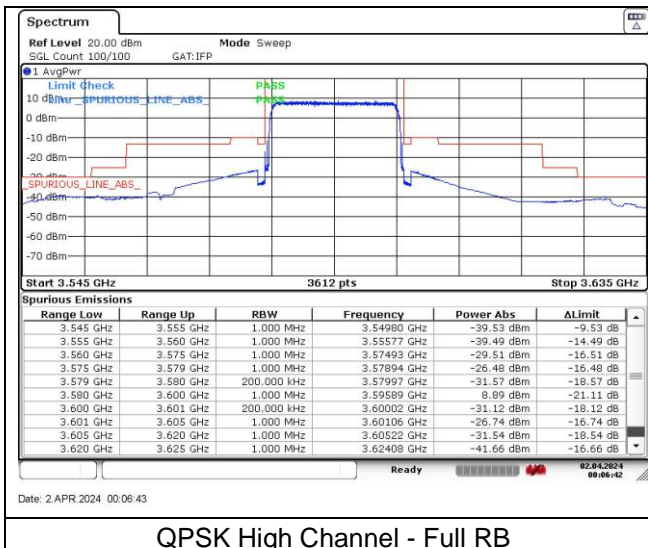 Spectrum
Ref Level 20.00 dBm Mode Sweep
SGL Count 100/100 GAT:IFP
1 AvgPwr
Limit Check PASS
10 dBm Line _SPURIOUS_LINE_ABS_ PASS
0 dBm
-10 dBm
-20 dBm
_SPURIOUS_LINE_ABS_
-40 dBm
-50 dBm
-60 dBm
-70 dBm
Start 3.545 GHz 3612 pts Stop 3.635 GHz
Spurious Emissions
Range Low Range Up RBW Frequency Power Abs ΔLimit
3.545 GHz 3.555 GHz 1.000 MHz 3.54980 GHz -39.53 dBm -9.53 dB
3.555 GHz 3.560 GHz 1.000 MHz 3.55577 GHz -39.49 dBm -14.49 dB
3.560 GHz 3.575 GHz 1.000 MHz 3.57493 GHz -29.51 dBm -16.51 dB
3.575 GHz 3.579 GHz 1.000 MHz 3.57894 GHz -26.48 dBm -16.48 dB
3.579 GHz 3.580 GHz 200.000 kHz 3.57997 GHz -31.57 dBm -18.57 dB
3.580 GHz 3.600 GHz 1.000 MHz 3.59589 GHz 8.89 dBm -21.11 dB
3.600 GHz 3.601 GHz 200.000 kHz 3.60002 GHz -31.12 dBm -18.12 dB
3.601 GHz 3.605 GHz 1.000 MHz 3.60106 GHz -26.74 dBm -16.74 dB
3.605 GHz 3.620 GHz 1.000 MHz 3.60522 GHz -31.54 dBm -18.54 dB
3.620 GHz 3.625 GHz 1.000 MHz 3.62408 GHz -41.66 dBm -16.66 dB
Ready 02.04.2024
00:06:42
Date: 2.APR.2024 00:06:43
QPSK High Channel - Full RB